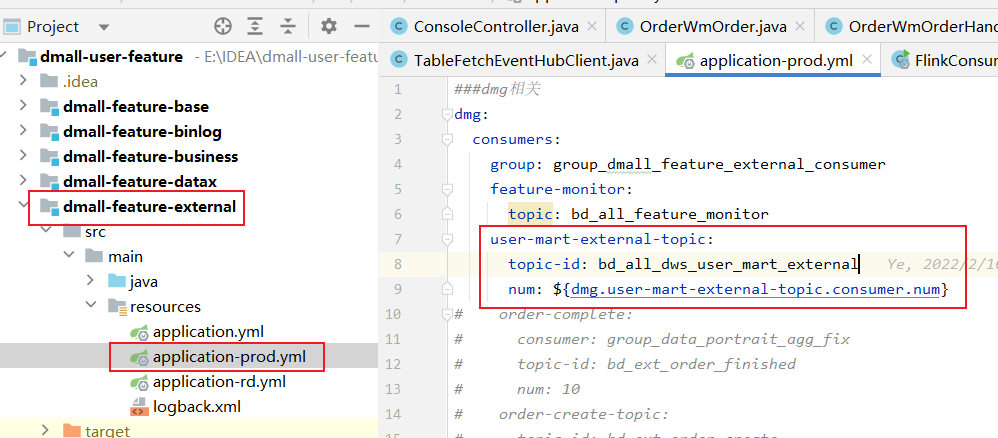 Project
dmall-user-feature - E:\IDEA\dmall-user-featu
.idea
dmall-feature-base
dmall-feature-binlog
dmall-feature-business
dmall-feature-datax
dmall-feature-external
src
main
java
resources
application.yml
application-prod.yml
application-rd.yml
logback.xml
target
ConsoleController.java
OrderWmOrder.java
OrderWmOrderHand
TableFetchEventHubClient.java
application-prod.yml
FlinkConsum
1 ###dmg相关
2 dmg:
3 consumers:
4 group: group_dmall_feature_external_consumer
5 feature-monitor:
6 topic: bd_all_feature_monitor
7 user-mart-external-topic:
8 topic-id: bd_all_dws_user_mart_external Ye, 2022/2/16
9 num: ${dmg.user-mart-external-topic.consumer.num}
10 # order-complete:
11 # consumer: group_data_portrait_agg_fix
12 # topic-id: bd_ext_order_finished
13 # num: 10
14 # order-create-topic:
15 # topic-id: bd_ext_order_create